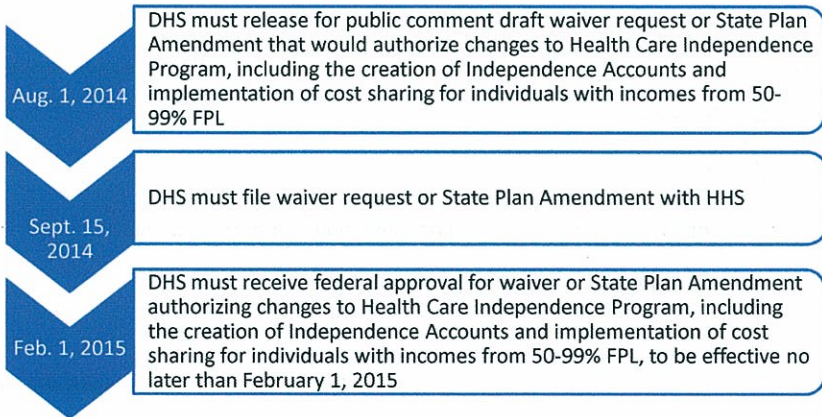 Aug. 1, 2014
DHS must release for public comment draft waiver request or State Plan
Amendment that would authorize changes to Health Care Independence
Program, including the creation of Independence Accounts and
implementation of cost sharing for individuals with incomes from 50-
99% FPL
Sept. 15,
2014
DHS must file waiver request or State Plan Amendment with HHS
Feb. 1, 2015
DHS must receive federal approval for waiver or State Plan Amendment
authorizing changes to Health Care Independence Program, including
the creation of Independence Accounts and implementation of cost
sharing for individuals with incomes from 50-99% FPL, to be effective no
later than February 1, 2015